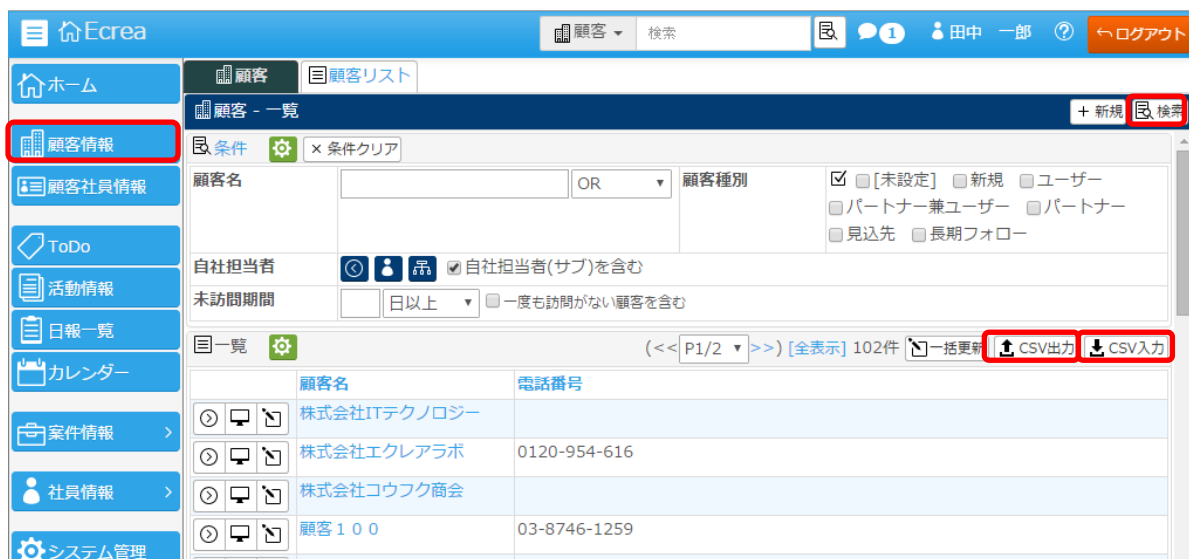 Ecrea 顧客 検索 1 田中 一郎 ログアウト
ホーム
顧客情報
顧客社員情報
ToDo
活動情報
日報一覧
カレンダー
案件情報
社員情報
システム管理
顧客 顧客リスト
顧客 - 一覧 + 新規 検索
条件 × 条件クリア
顧客名 OR 顧客種別 [未設定] 新規 ユーザー
パートナー兼ユーザー パートナー
見込先 長期フォロー
自社担当者 自社担当者(サブ)を含む
未訪問期間 日以上 一度も訪問がない顧客を含む
一覧 (<< P1/2 >>) [全表示] 102件 一括更新 CSV出力 CSV入力
顧客名 電話番号
株式会社ITテクノロジー
株式会社エクレアラボ 0120-954-616
株式会社コウフク商会
顧客１００ 03-8746-1259